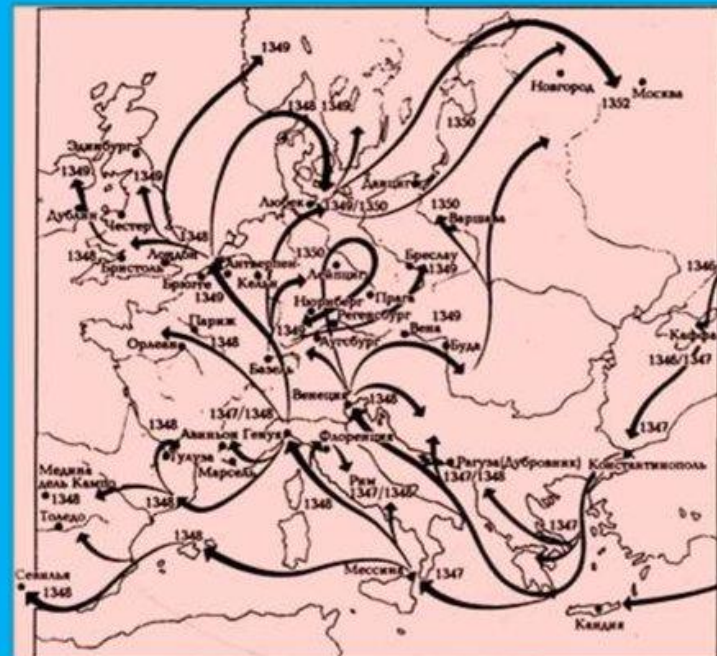 1349
1348 1349
Новгород
Москва
1352
1350
Эдинбург
1349
1349
Данциг
Любек
1349/1350
Дублин
Честер
1348
1350
Варшава
1348
Лондон
Бристоль
Антверпен
Кельн
Брюгге
1349
1350
Лейпциг
Бреслау
1349
1346
Нюрнберг
Прага
Регенсбург
Париж
1349
Аугсбург
Вена
1349
Каффа
Орлеан
1348
Базель
Буда
1346/1347
Венеция
1348
1347/1348
1348
Авиньон
Генуя
Флоренция
1347
Тулуза
Марсель
Рагуза(Дубровник)
Константинополь
Медина
дель Кампо
1348
1348
1348
Рим
1347/1348
1347/1348
Толедо
1348
1347
Севилья
1348
Мессина
1347
Кандия